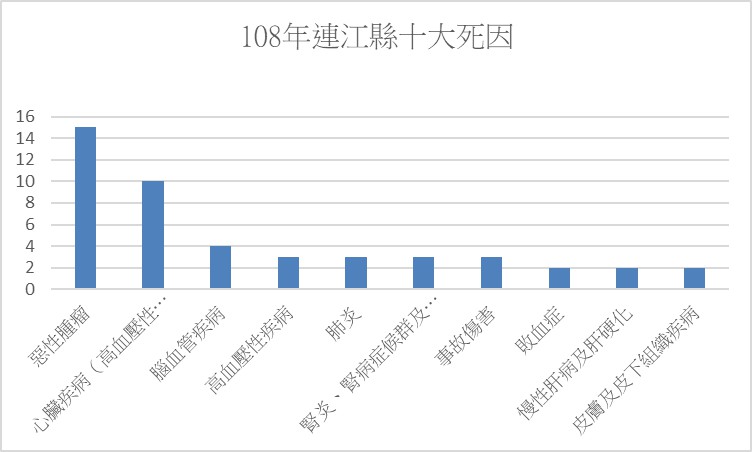 108年連江縣十大死因
16
14
12
10
8
6
4
2
0
惡性腫瘤
心臟疾病（高血壓性…
腦血管疾病
高血壓性疾病
肺炎
腎炎、腎病症候群及…
事故傷害
敗血症
慢性肝病及肝硬化
皮膚及皮下組織疾病